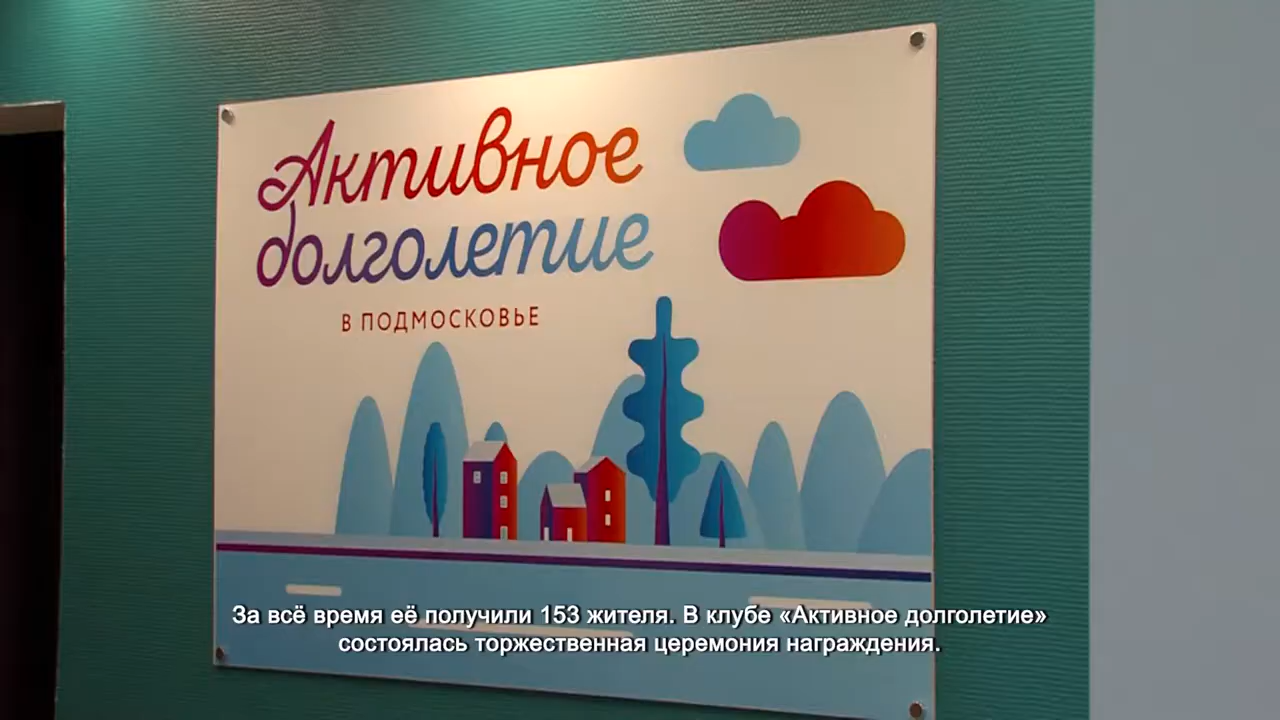 Активное
долголетие
В ПОДМОСКОВЬЕ
За всё время её получили 153 жителя. В клубе «Активное долголетие»
состоялась торжественная церемония награждения.